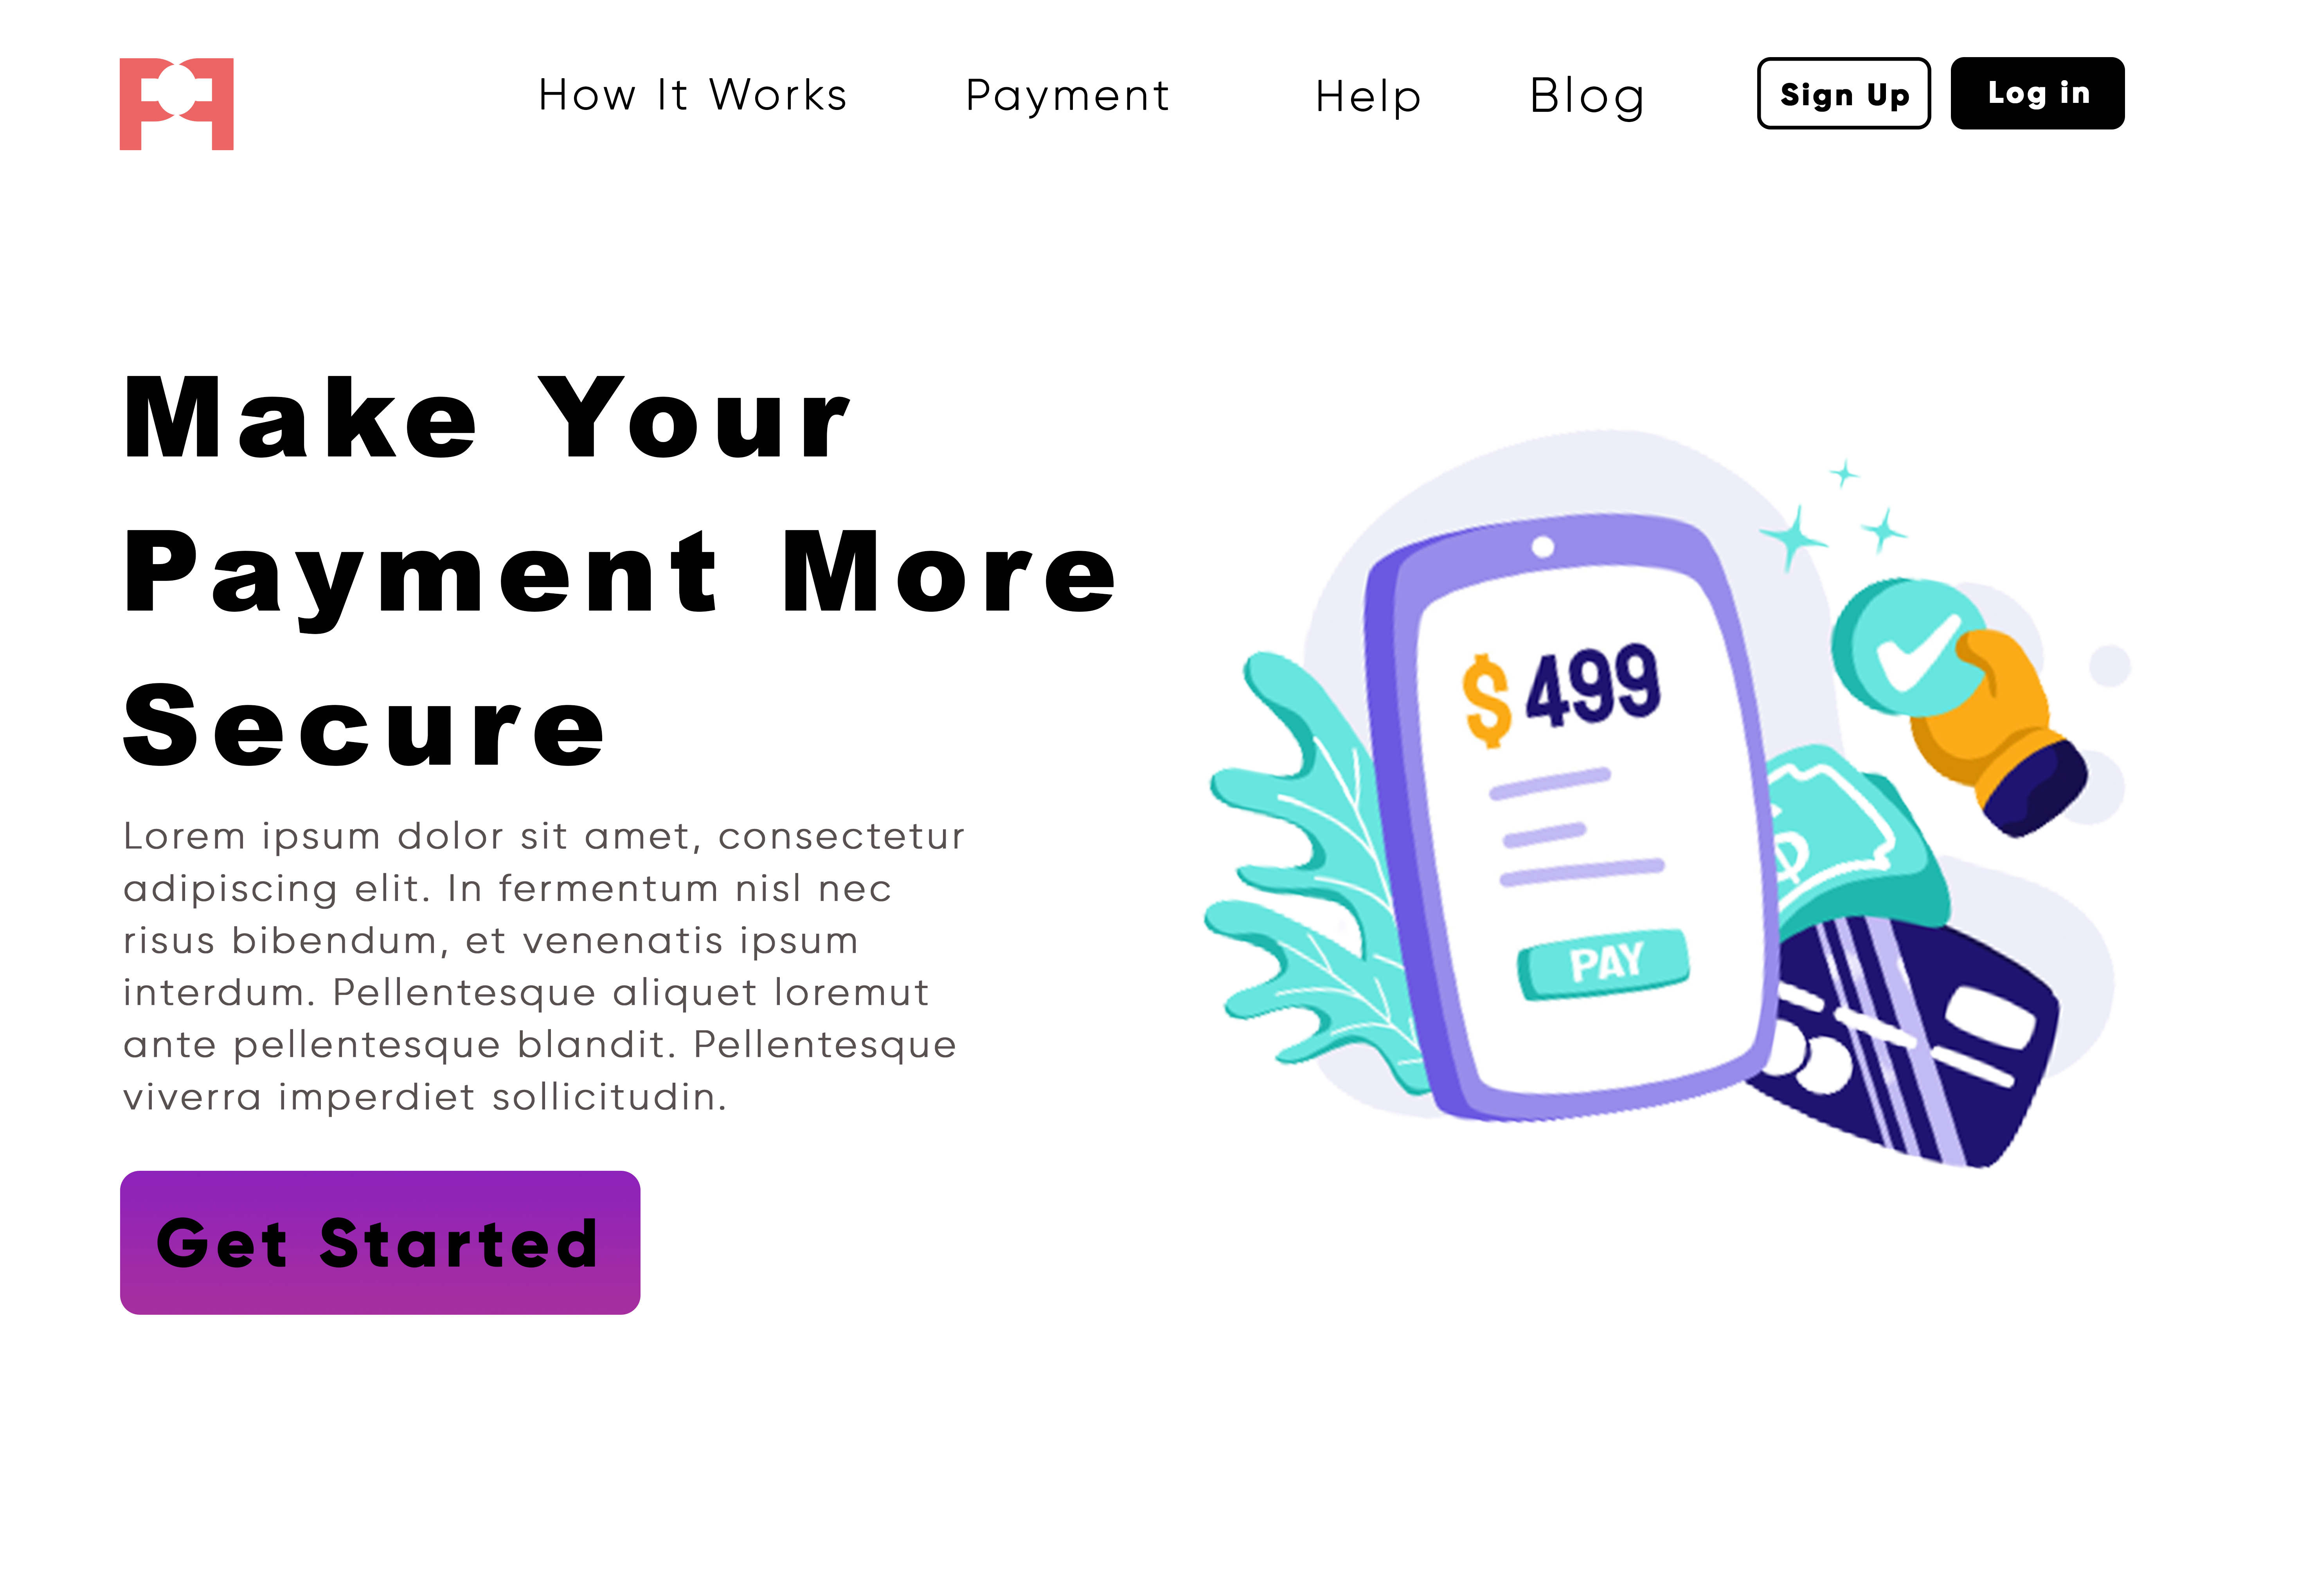 How It Works
Payment
Help
Blog
Sign Up
Log in
Make Your
Payment More
Secure
Lorem ipsum dolor sit amet, consectetur
adipiscing elit. In fermentum nisl nec
risus bibendum, et venenatis ipsum
interdum. Pellentesque aliquet loremut
ante pellentesque blandit. Pellentesque
viverra imperdiet sollicitudin.
Get Started
$ 499
PAY